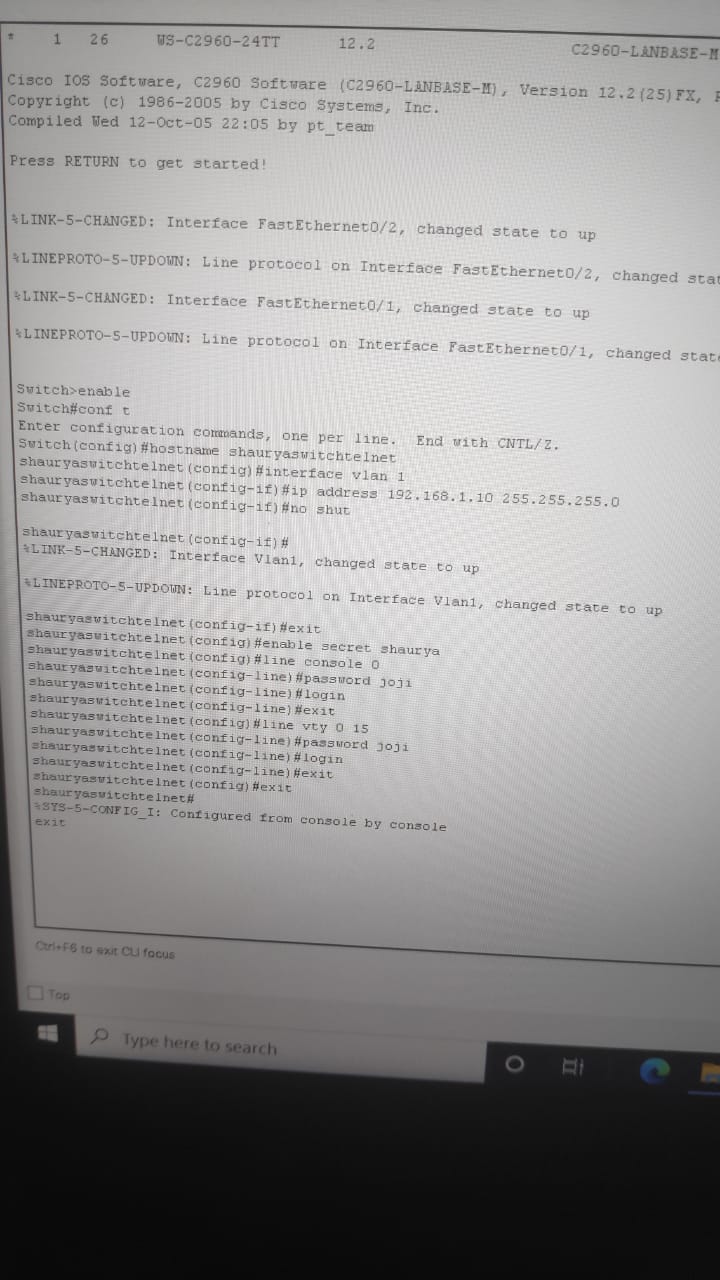 * 1 26 WS-C2960-24TT 12.2 C2960-LANBASE-M
Cisco IOS Software, C2960 Software (C2960-LANBASE-M), Version 12.2(25)FX,
Copyright (c) 1986-2005 by Cisco Systems, Inc.
Compiled Wed 12-Oct-05 22:05 by pt_team
Press RETURN to get started!
%LINK-5-CHANGED: Interface FastEthernet0/2, changed state to up
%LINEPROTO-5-UPDOWN: Line protocol on Interface FastEthernet0/2, changed stat
%LINK-5-CHANGED: Interface FastEthernet0/1, changed state to up
%LINEPROTO-5-UPDOWN: Line protocol on Interface FastEthernet0/1, changed state
Switch>enable
Switch#conf t
Enter configuration commands, one per line. End with CNTL/Z.
Switch(config)#hostname shauryaswitchtelnet
shauryaswitchtelnet(config)#interface vlan 1
shauryaswitchtelnet(config-if)#ip address 192.168.1.10 255.255.255.0
shauryaswitchtelnet(config-if)#no shut
shauryaswitchtelnet(config-if)#
%LINK-5-CHANGED: Interface Vlan1, changed state to up
%LINEPROTO-5-UPDOWN: Line protocol on Interface Vlan1, changed state to up
shauryaswitchtelnet(config-if)#exit
shauryaswitchtelnet(config)#enable secret shaurya
shauryaswitchtelnet(config)#line console 0
shauryaswitchtelnet(config-line)#password joji
shauryaswitchtelnet(config-line)#login
shauryaswitchtelnet(config-line)#exit
shauryaswitchtelnet(config)#line vty 0 15
shauryaswitchtelnet(config-line)#password joji
shauryaswitchtelnet(config-line)#login
shauryaswitchtelnet(config-line)#exit
shauryaswitchtelnet(config)#exit
shauryaswitchtelnet#
%SYS-5-CONFIG_I: Configured from console by console
exit
Ctrl+F6 to exit CLI focus
Top
Type here to search